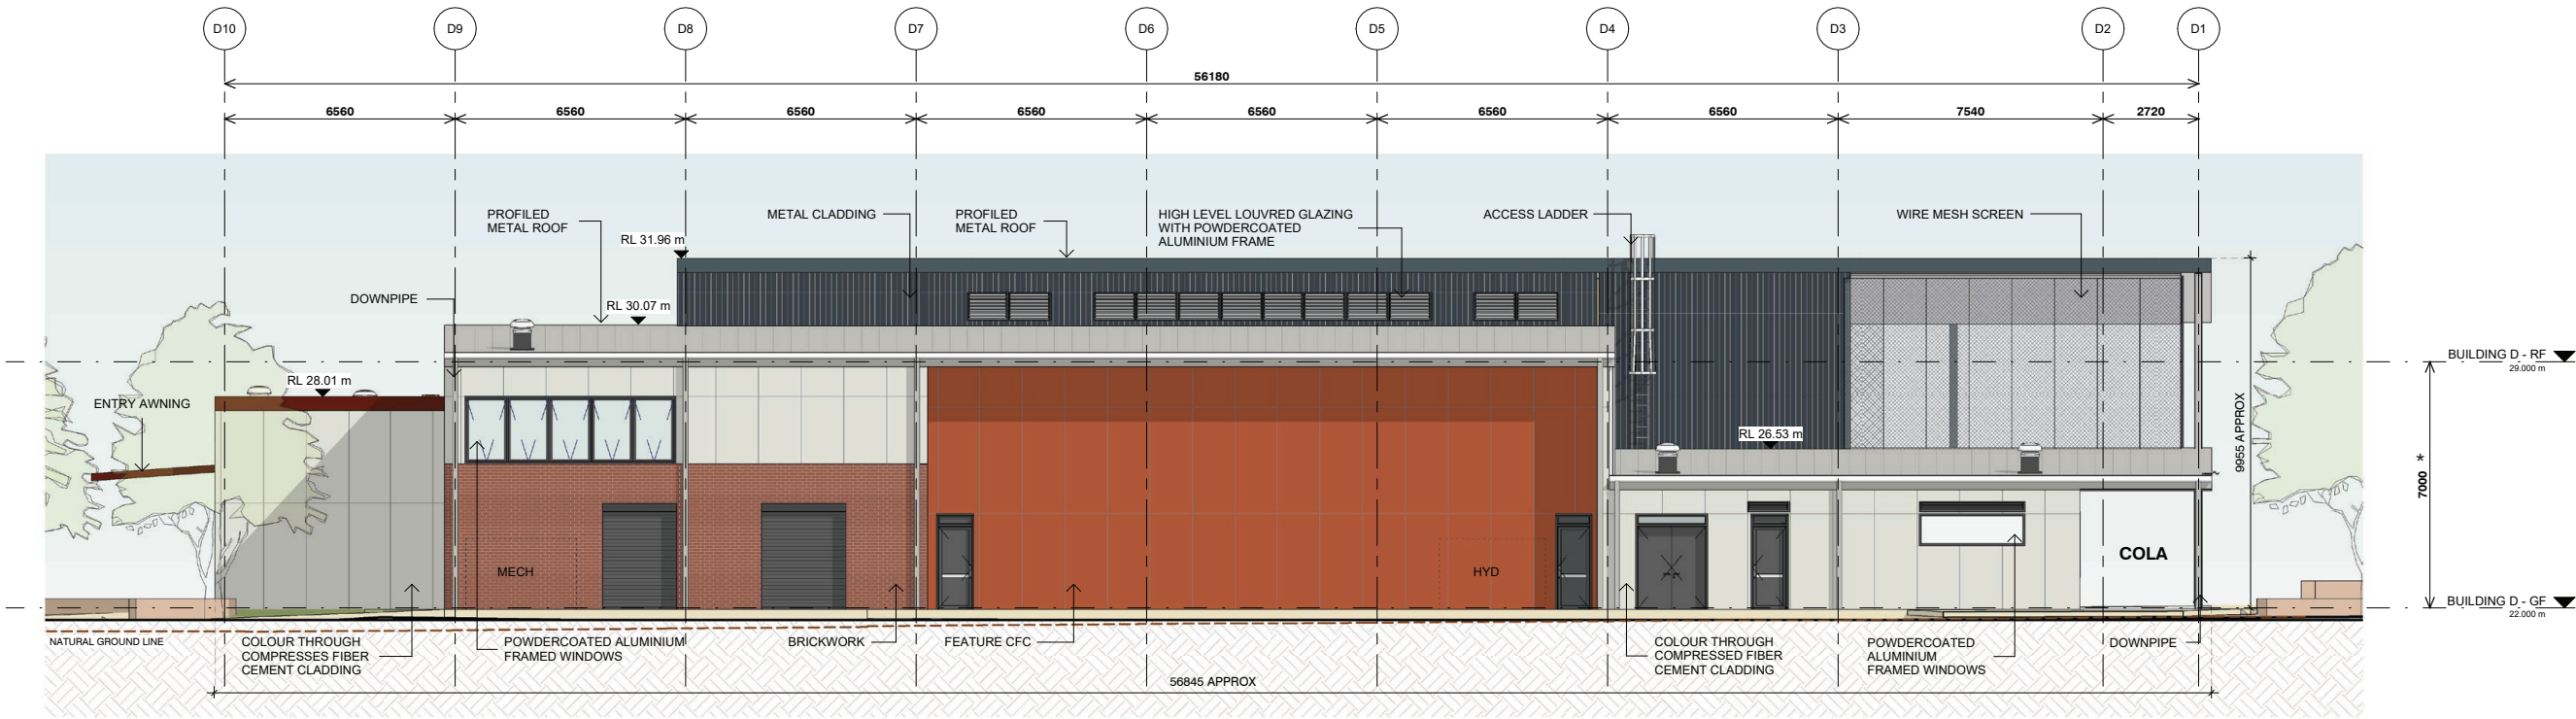 D10
D9
D8
D7
D6
D5
D4
D3
D2
D1
56180
6560
6560
6560
6560
6560
6560
6560
7540
2720
PROFILED
METAL ROOF
METAL CLADDING
PROFILED
METAL ROOF
HIGH LEVEL LOUVRED GLAZING
WITH POWDERCOATED
ALUMINIUM FRAME
ACCESS LADDER
WIRE MESH SCREEN
RL 31.96 m
DOWNPIPE
RL 30.07 m
BUILDING D - RF
29.000 m
RL 28.01 m
ENTRY AWNING
RL 26.53 m
9955 APPROX
7000 *
COLA
MECH
HYD
BUILDING D - GF
22.000 m
NATURAL GROUND LINE
COLOUR THROUGH
COMPRESSES FIBER
CEMENT CLADDING
POWDERCOATED ALUMINIUM
FRAMED WINDOWS
BRICKWORK
FEATURE CFC
COLOUR THROUGH
COMPRESSED FIBER
CEMENT CLADDING
POWDERCOATED
ALUMINIUM
FRAMED WINDOWS
DOWNPIPE
56845 APPROX